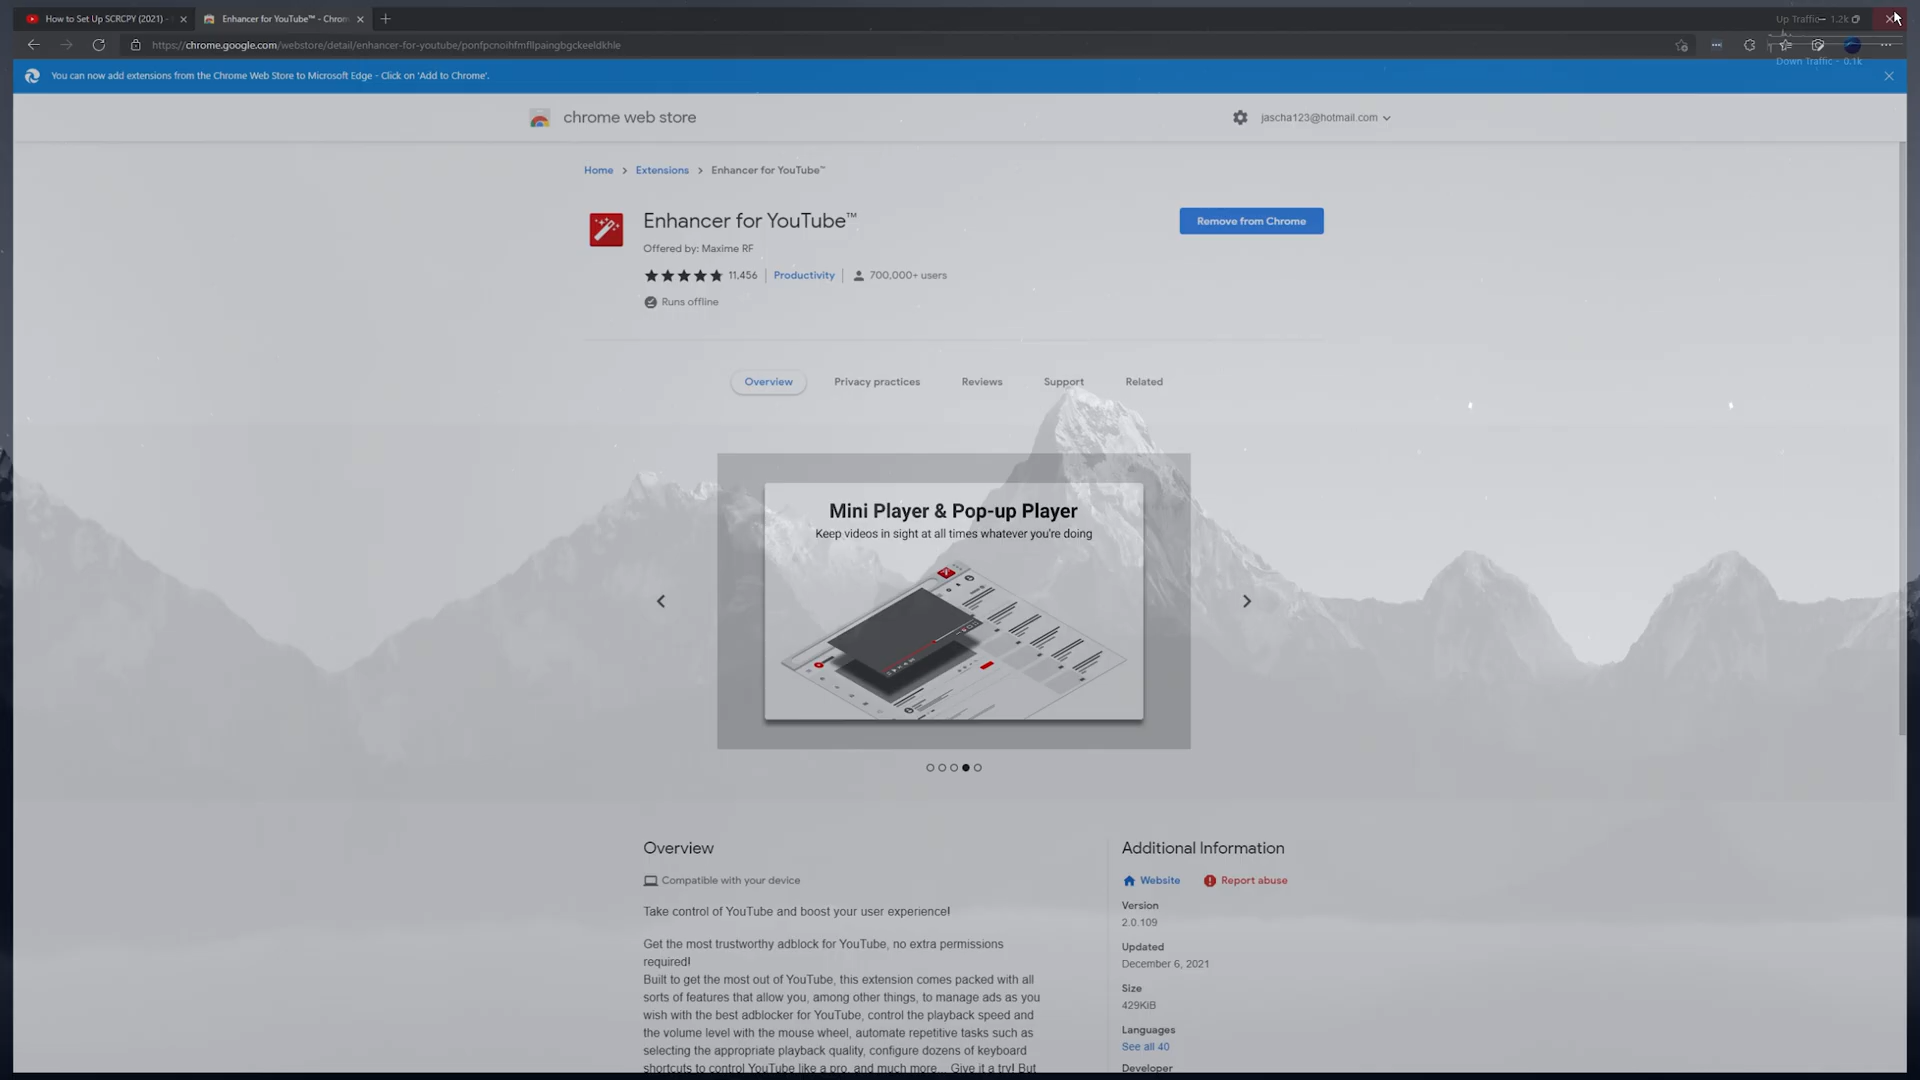 How to Set Up SCRCPY (2021) -
Enhancer for YouTube™ - Chrom
Up Traffic - 1.2k
https://chrome.google.com/webstore/detail/enhancer-for-youtube/ponfpcnoihfmfllpaingbgckeeldkhle
Down Traffic - 0.1k
You can now add extensions from the Chrome Web Store to Microsoft Edge - Click on 'Add to Chrome'.
chrome web store
jascha123@hotmail.com
Home > Extensions > Enhancer for YouTube™
Enhancer for YouTube™
Remove from Chrome
Offered by: Maxime RF
11,456 | Productivity | 700,000+ users
Runs offline
Overview
Privacy practices
Reviews
Support
Related
Mini Player & Pop-up Player
Keep videos in sight at all times whatever you're doing
Overview
Compatible with your device
Take control of YouTube and boost your user experience!
Get the most trustworthy adblock for YouTube, no extra permissions
required!
Built to get the most out of YouTube, this extension comes packed with all
sorts of features that allow you, among other things, to manage ads as you
wish with the best adblocker for YouTube, control the playback speed and
the volume level with the mouse wheel, automate repetitive tasks such as
selecting the appropriate playback quality, configure dozens of keyboard
shortcuts to control YouTube like a pro, and much more... Give it a try! But
Additional Information
Website
Report abuse
Version
2.0.109
Updated
December 6, 2021
Size
429KiB
Languages
See all 40
Developer